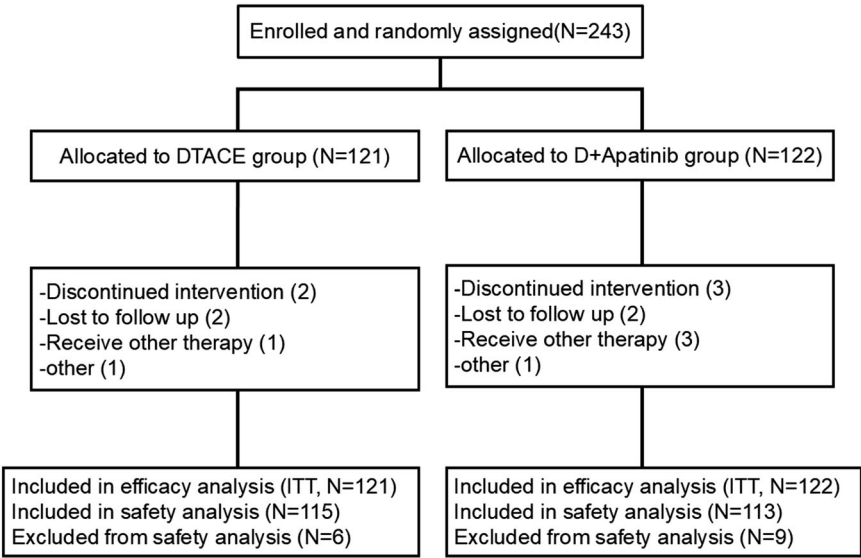 Enrolled and randomly assigned(N=243)
Allocated to DTACE group (N=121)
Allocated to D+Apatinib group (N=122)
-Discontinued intervention (2)
-Lost to follow up (2)
-Receive other therapy (1)
-other (1)
-Discontinued intervention (3)
-Lost to follow up (2)
-Receive other therapy (3)
-other (1)
Included in efficacy analysis (ITT, N=121)
Included in safety analysis (N=115)
Excluded from safety analysis (N=6)
Included in efficacy analysis (ITT, N=122)
Included in safety analysis (N=113)
Excluded from safety analysis (N=9)